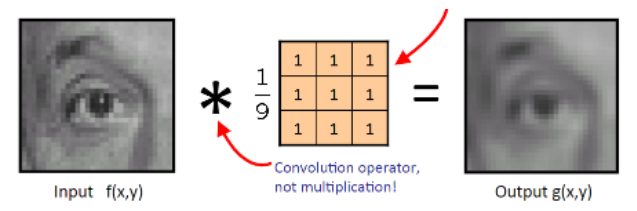 *
1
9
1 1 1
1 1 1
1 1 1
=
Convolution operator,
not multiplication!
Input f(x,y)
Output g(x,y)